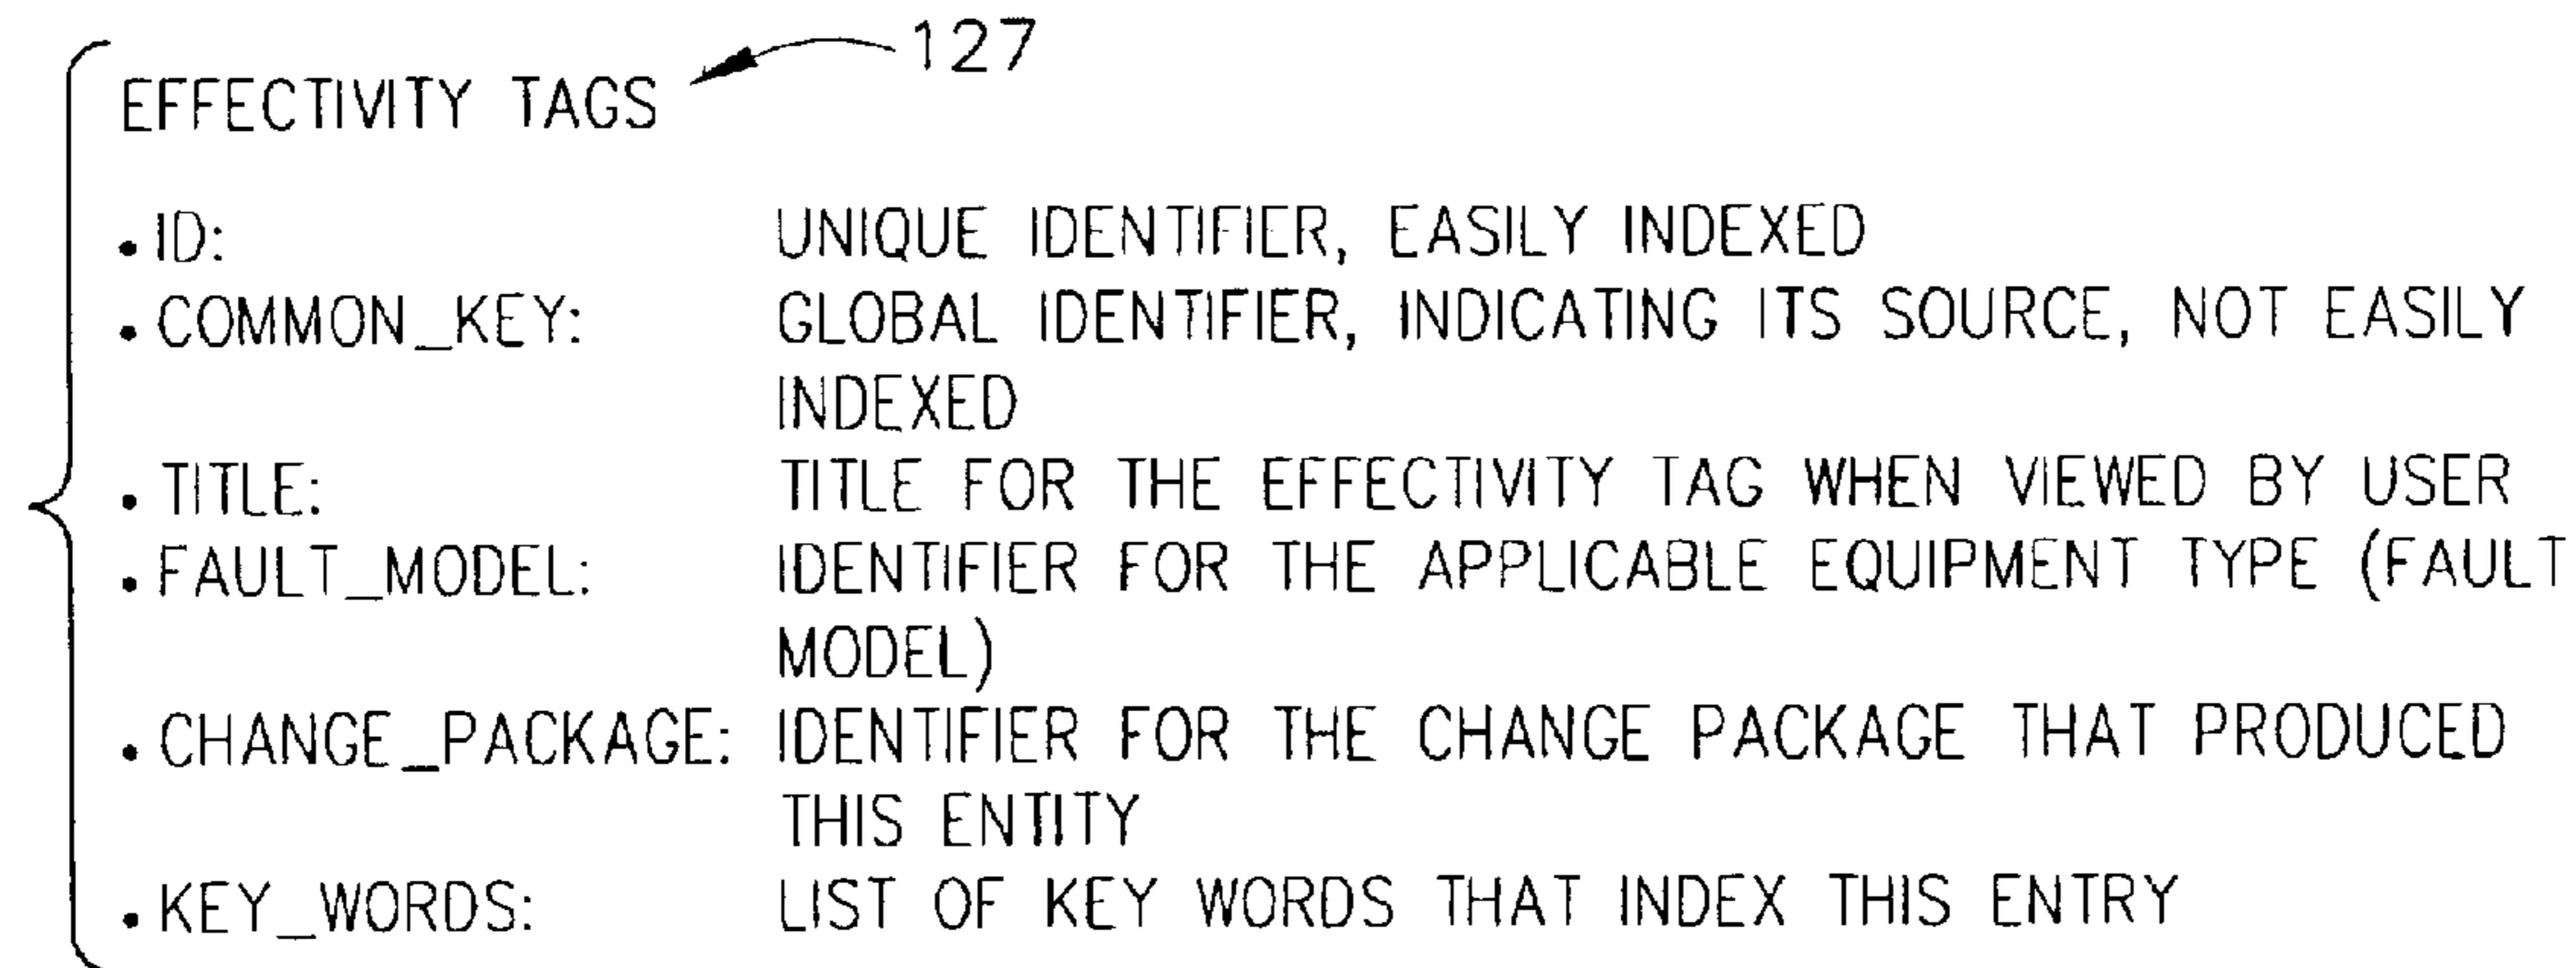 127
EFFECTIVITY TAGS
• ID: UNIQUE IDENTIFIER, EASILY INDEXED
• COMMON_KEY: GLOBAL IDENTIFIER, INDICATING ITS SOURCE, NOT EASILY
INDEXED
• TITLE: TITLE FOR THE EFFECTIVITY TAG WHEN VIEWED BY USER
• FAULT_MODEL: IDENTIFIER FOR THE APPLICABLE EQUIPMENT TYPE (FAULT
MODEL)
• CHANGE_PACKAGE: IDENTIFIER FOR THE CHANGE PACKAGE THAT PRODUCED
THIS ENTITY
• KEY_WORDS: LIST OF KEY WORDS THAT INDEX THIS ENTRY